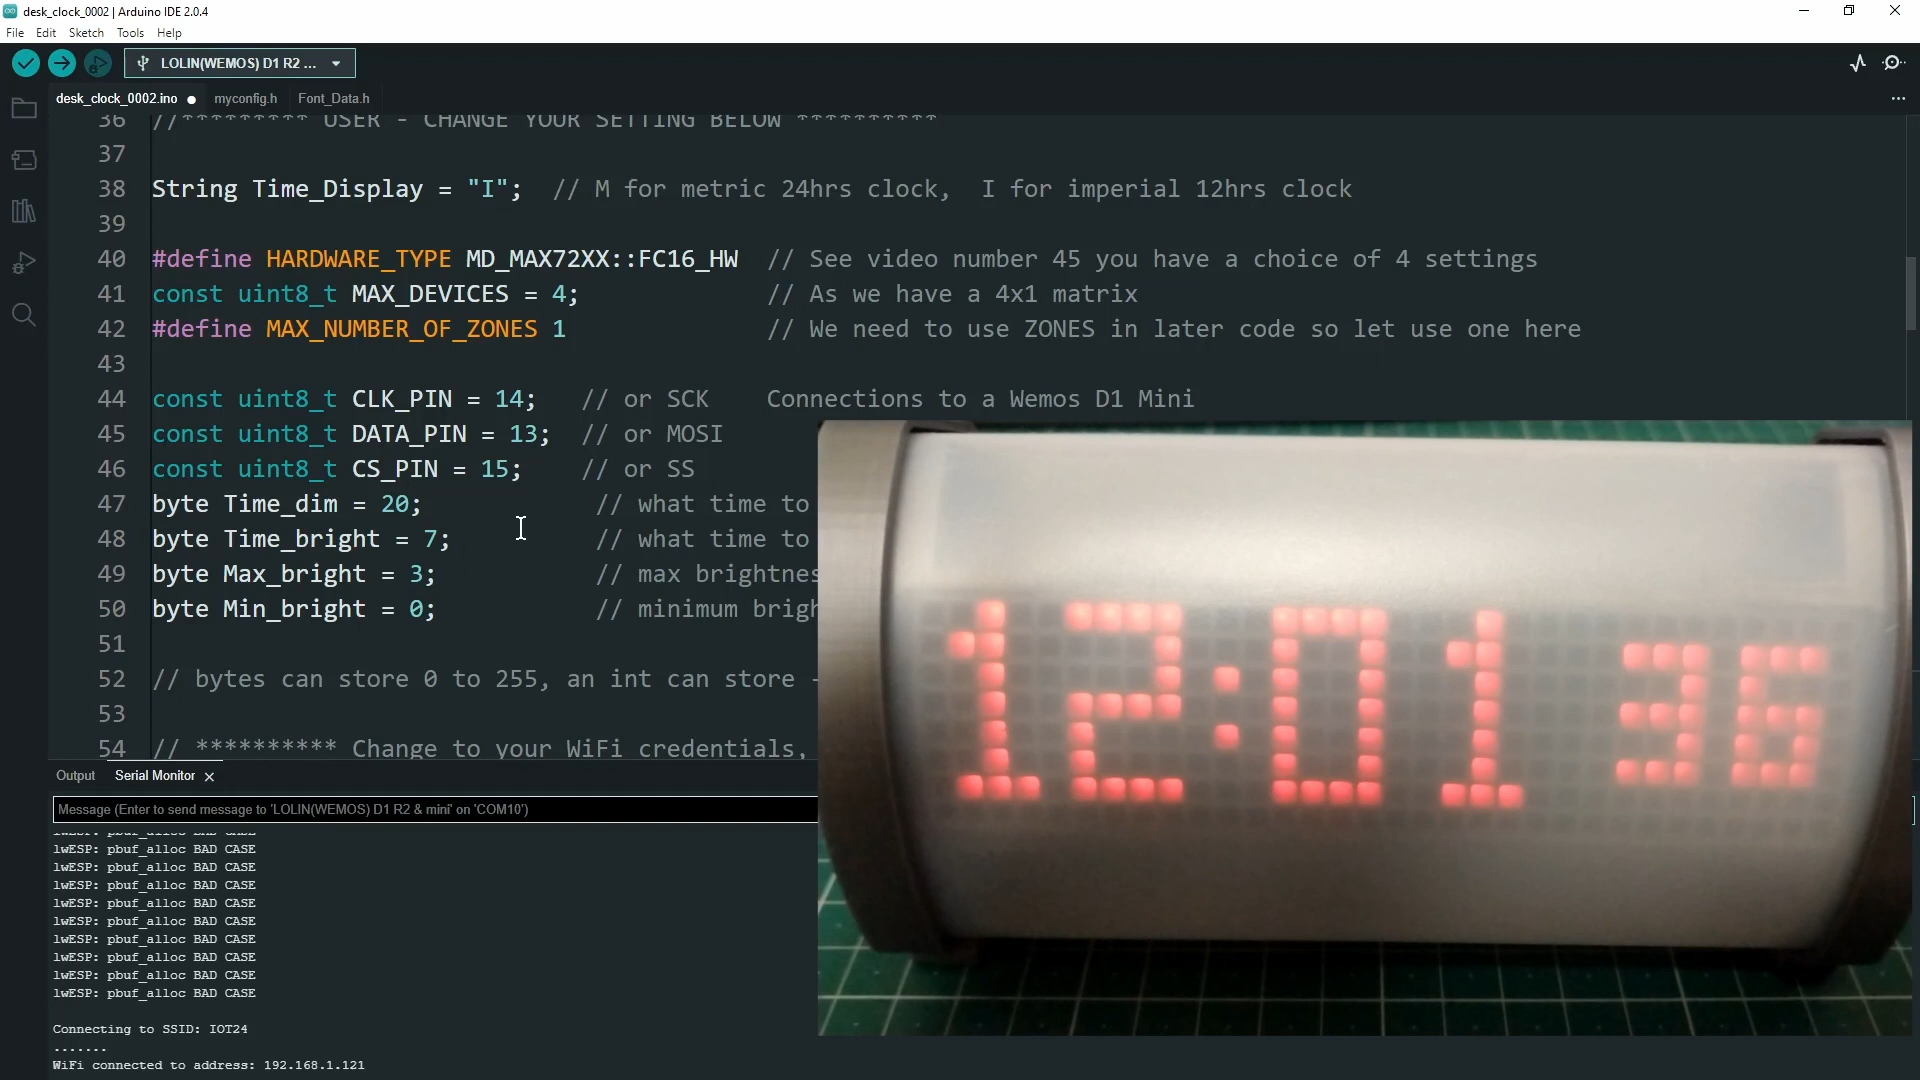 desk_clock_0002 | Arduino IDE 2.0.4
File Edit Sketch Tools Help
LOLIN(WEMOS) D1 R2 ...
desk_clock_0002.ino myconfig.h Font_Data.h
36 //********** USER - CHANGE YOUR SETTING BELOW **********
37
38 String Time_Display = "I"; // M for metric 24hrs clock, I for imperial 12hrs clock
39
40 #define HARDWARE_TYPE MD_MAX72XX::FC16_HW // See video number 45 you have a choice of 4 settings
41 const uint8_t MAX_DEVICES = 4; // As we have a 4x1 matrix
42 #define MAX_NUMBER_OF_ZONES 1 // We need to use ZONES in later code so let use one here
43
44 const uint8_t CLK_PIN = 14; // or SCK Connections to a Wemos D1 Mini
45 const uint8_t DATA_PIN = 13; // or MOSI
46 const uint8_t CS_PIN = 15; // or SS
47 byte Time_dim = 20; // what time to
48 byte Time_bright = 7; // what time to
49 byte Max_bright = 3; // max brightnes
50 byte Min_bright = 0; // minimum brigh
51
52 // bytes can store 0 to 255, an int can store -
53
54 // ********** Change to your WiFi credentials,
12:01 36
Output Serial Monitor
Message (Enter to send message to 'LOLIN(WEMOS) D1 R2 & mini' on 'COM10')
lwESP: pbuf_alloc BAD CASE
lwESP: pbuf_alloc BAD CASE
lwESP: pbuf_alloc BAD CASE
lwESP: pbuf_alloc BAD CASE
lwESP: pbuf_alloc BAD CASE
lwESP: pbuf_alloc BAD CASE
lwESP: pbuf_alloc BAD CASE
lwESP: pbuf_alloc BAD CASE
lwESP: pbuf_alloc BAD CASE
lwESP: pbuf_alloc BAD CASE
Connecting to SSID: IOT24
.......
WiFi connected to address: 192.168.1.121